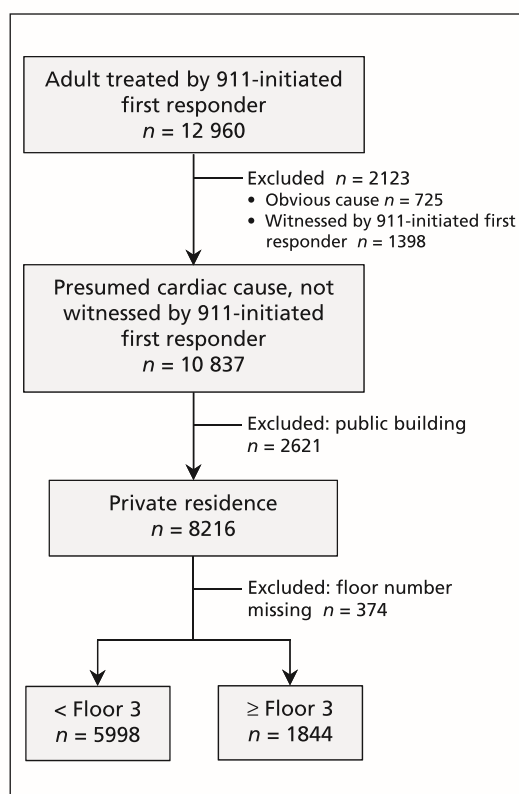 Adult treated by 911-initiated
first responder
n = 12 960
Excluded n = 2123
• Obvious cause n = 725
• Witnessed by 911-initiated first
responder n = 1398
Presumed cardiac cause, not
witnessed by 911-initiated
first responder
n = 10 837
Excluded: public building
n = 2621
Private residence
n = 8216
Excluded: floor number
missing n = 374
< Floor 3
n = 5998
≥ Floor 3
n = 1844